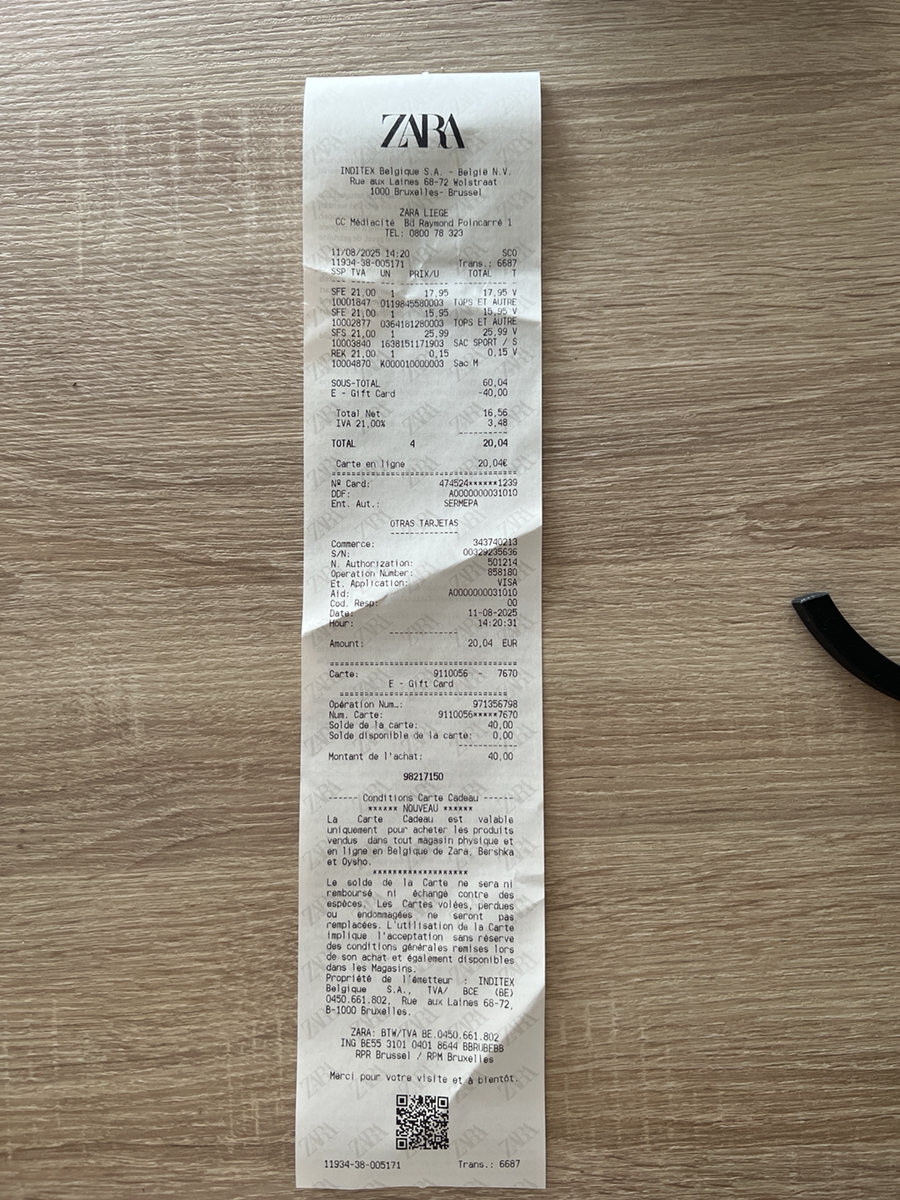 ZARA
INDITEX Belgique S.A. - België N.V.
Rue aux Laines 68-72 Wolstraat
1000 Bruxelles- Brussel
ZARA LIEGE
CC Médiacité Bd Raymond Poincarré 1
TEL: 0800 78 323
11/08/2025 14:20 SCO
11934-38-005171 Trans.: 6687
SSP TVA UN PRIX/U TOTAL T
SFE 21,00 1 17,95 17,95 V
10001847 0119845580003 TOPS ET AUTRE
SFE 21,00 1 15,95 15,95 V
10002877 0364181280003 TOPS ET AUTRE
SFS 21,00 1 25,99 25,99 V
10003840 1638151171903 SAC SPORT / S
REK 21,00 1 0,15 0,15 V
10004870 K000010000003 Sac M
SOUS-TOTAL 60,04
E - Gift Card -40,00
Total Net 16,56
IVA 21,00% 3,48
TOTAL 4 20,04
Carte en ligne 20,04€
Nº Card: 474524******1239
DDF: A0000000031010
Ent. Aut.: SERMEPA
OTRAS TARJETAS
Commerce: 343740213
S/N: 00329235636
N. Authorization: 501214
Operation Number: 858180
Et. Application: VISA
Aid: A0000000031010
Cod. Resp: 00
Date: 11-08-2025
Hour: 14:20:31
Amount: 20,04 EUR
Carte: 9110056 - 7670
E - Gift Card
Opération Num.: 971356798
Num. Carte: 9110056*****7670
Solde de la carte: 40,00
Solde disponible de la carte: 0,00
Montant de l'achat: 40,00
98217150
------ Conditions Carte Cadeau ------
****** NOUVEAU ******
La Carte Cadeau est valable
uniquement pour acheter les produits
vendus dans tout magasin physique et
en ligne en Belgique de Zara, Bershka
et Oysho.
*******************
Le solde de la Carte ne sera ni
remboursé ni échangé contre des
espèces. Les Cartes volées, perdues
ou endommagées ne seront pas
remplacées. L'utilisation de la Carte
implique l'acceptation sans réserve
des conditions générales remises lors
de son achat et également disponibles
dans les Magasins.
Propriété de l'émetteur : INDITEX
Belgique S.A., TVA/ BCE (BE)
0450.661.802, Rue aux Laines 68-72,
B-1000 Bruxelles.
ZARA: BTW/TVA BE.0450.661.802
ING BE55 3101 0401 8644 BBRUBEBB
RPR Brussel / RPM Bruxelles
Merci pour votre visite et à bientôt.
11934-38-005171 Trans.: 6687